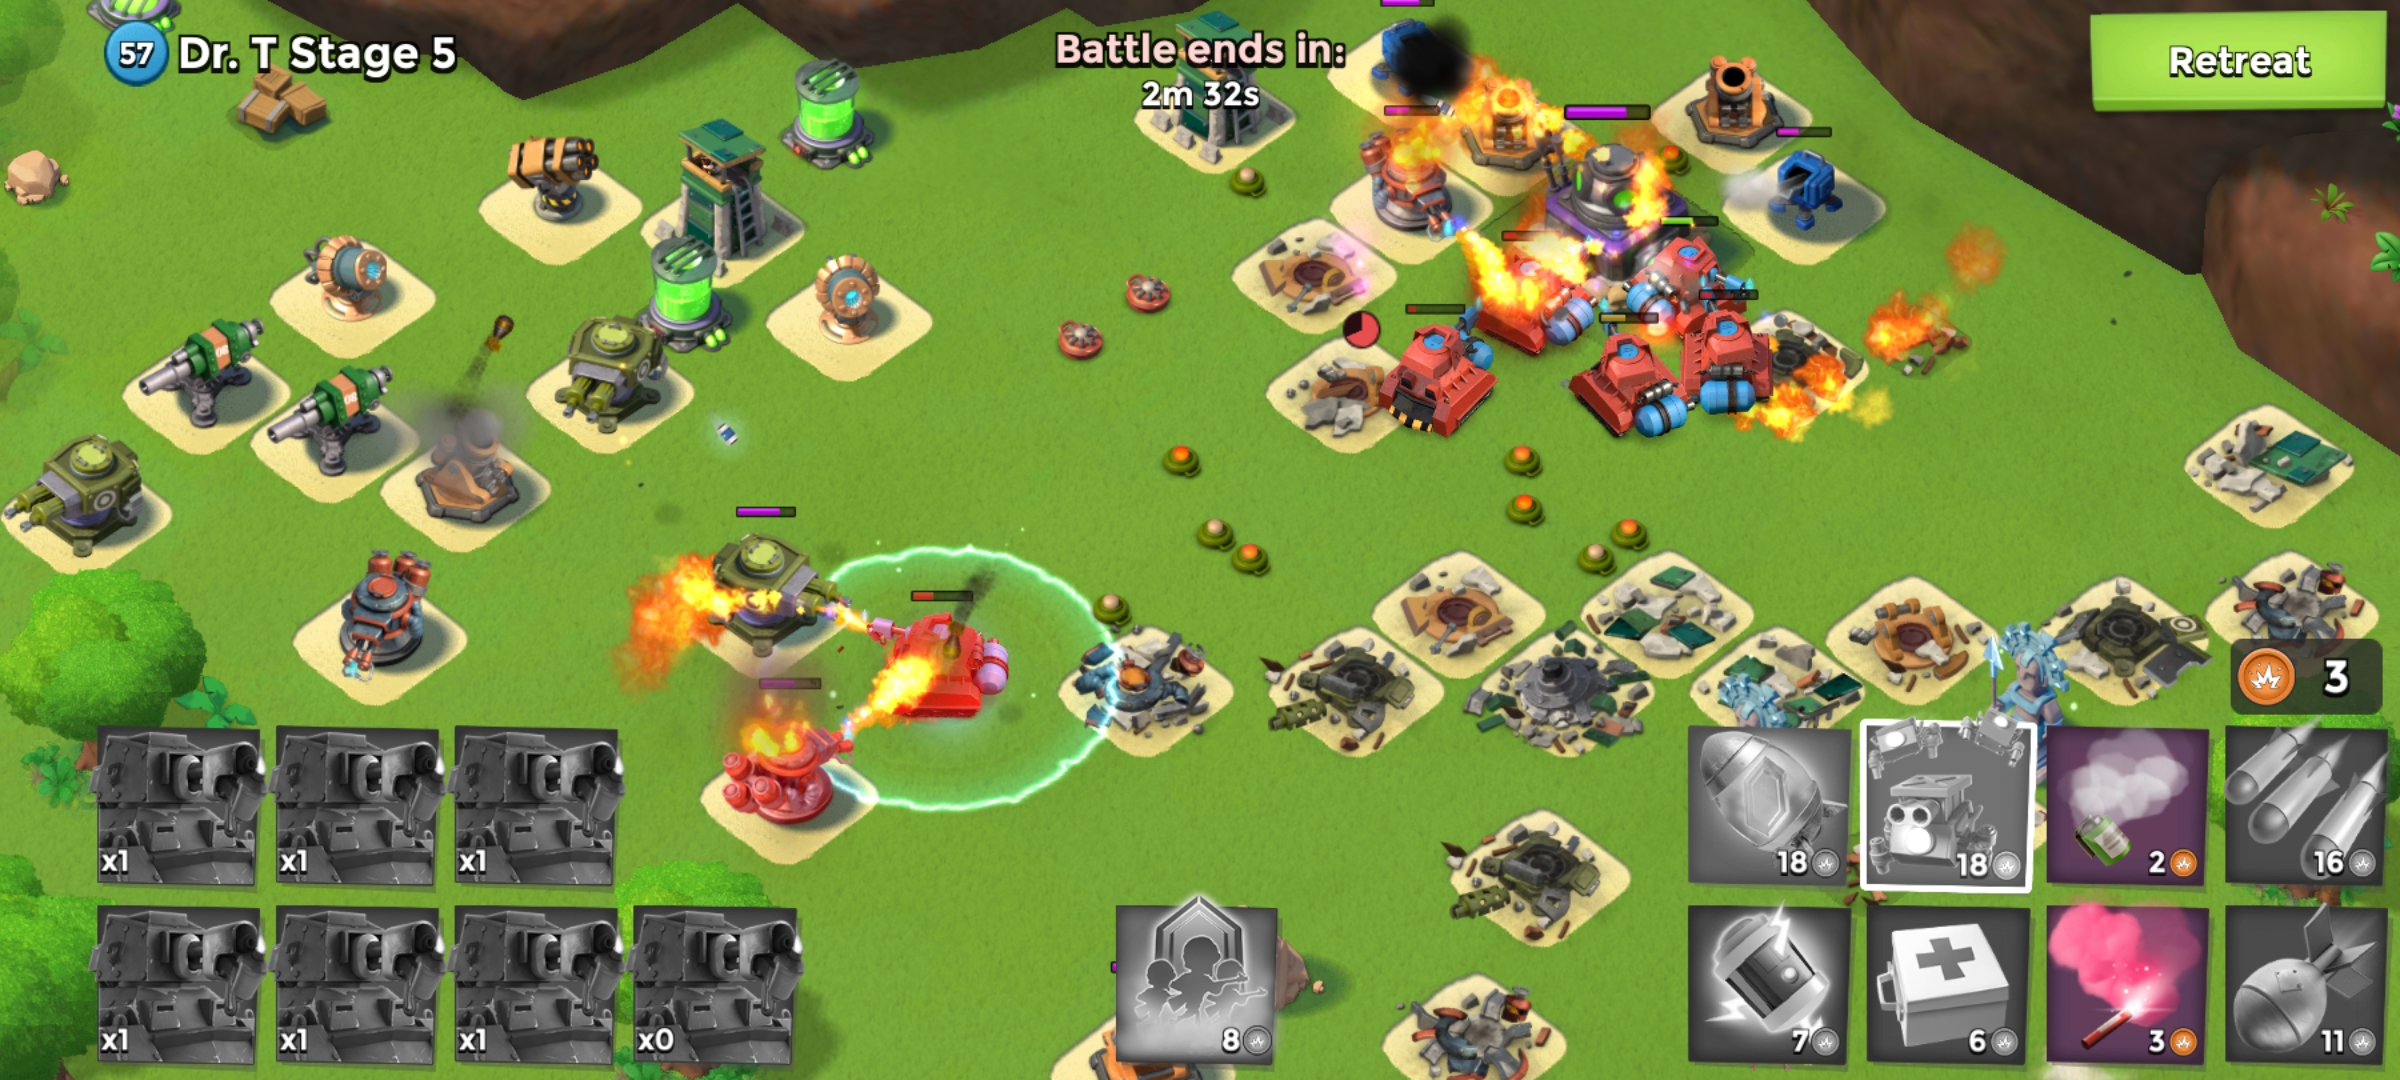 57 Dr. T Stage 5
Battle ends in:
2m 32s
Retreat
3
x1 x1 x1
18 18 2 16
x1 x1 x1 x0
8
7 6 3 11